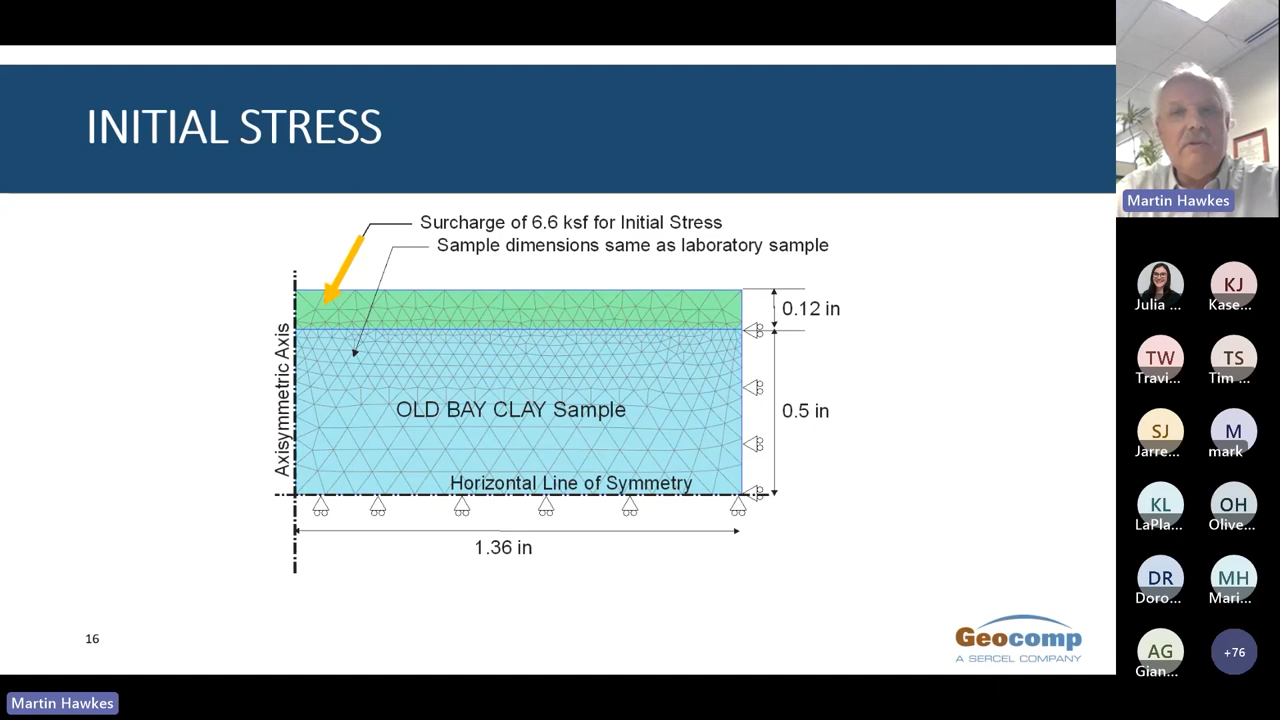 INITIAL STRESS
Surcharge of 6.6 ksf for Initial Stress
Sample dimensions same as laboratory sample
0.12 in
Axisymmetric Axis
OLD BAY CLAY Sample
0.5 in
Horizontal Line of Symmetry
1.36 in
16
Geocomp
A SERCEL COMPANY
Martin Hawkes
Martin Hawkes
Julia ...
KJ
Kase...
TW
Travi...
TS
Tim ...
SJ
Jarre...
M
mark
KL
LaPla...
OH
Olive...
DR
Doro...
MH
Mari...
AG
Gian...
+76